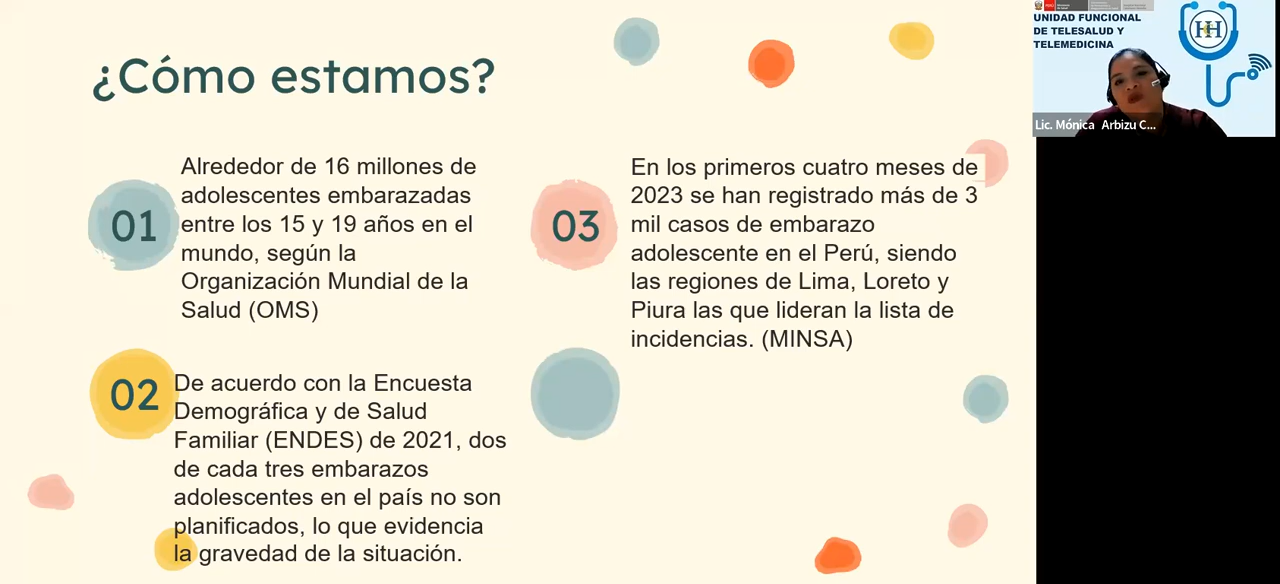 ¿Cómo estamos?
01
Alrededor de 16 millones de
adolescentes embarazadas
entre los 15 y 19 años en el
mundo, según la
Organización Mundial de la
Salud (OMS)
02
De acuerdo con la Encuesta
Demográfica y de Salud
Familiar (ENDES) de 2021, dos
de cada tres embarazos
adolescentes en el país no son
planificados, lo que evidencia
la gravedad de la situación.
03
En los primeros cuatro meses de
2023 se han registrado más de 3
mil casos de embarazo
adolescente en el Perú, siendo
las regiones de Lima, Loreto y
Piura las que lideran la lista de
incidencias. (MINSA)
UNIDAD FUNCIONAL
DE TELESALUD Y
TELEMEDICINA
Lic. Mónica Arbizu C...